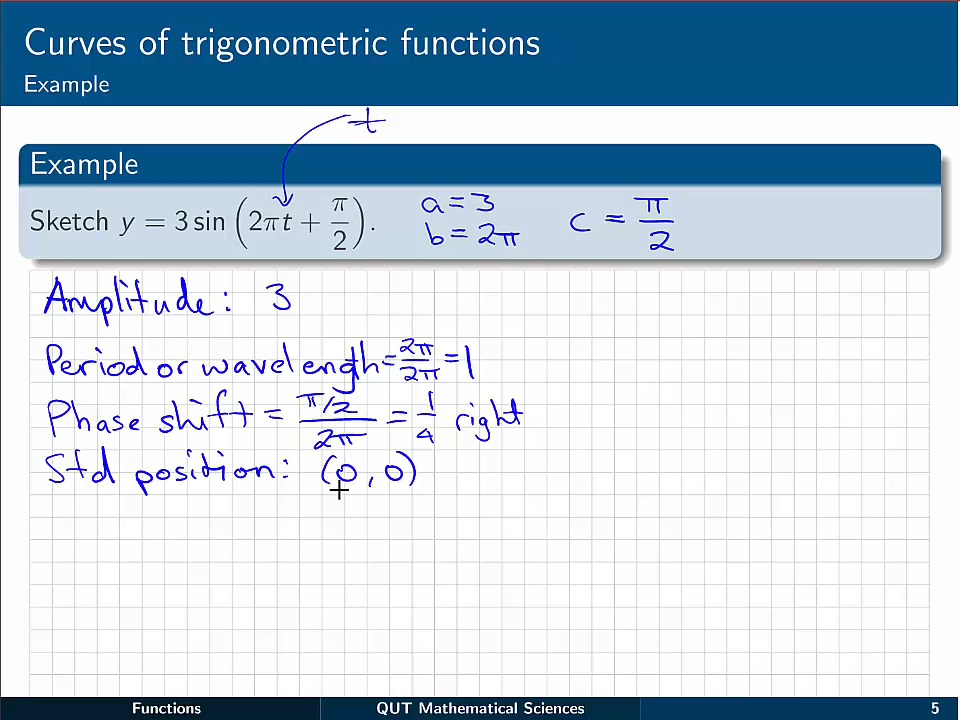 Curves of trigonometric functions
Example
t
Example
Sketch y = 3 sin (2πt + π/2).
a = 3
b = 2π
c = π/2
Amplitude: 3
Period or wavelength = 2π/2π = 1
Phase shift = (π/2)/2π = 1/4 right
Std position: (0, 0)
Functions QUT Mathematical Sciences 5